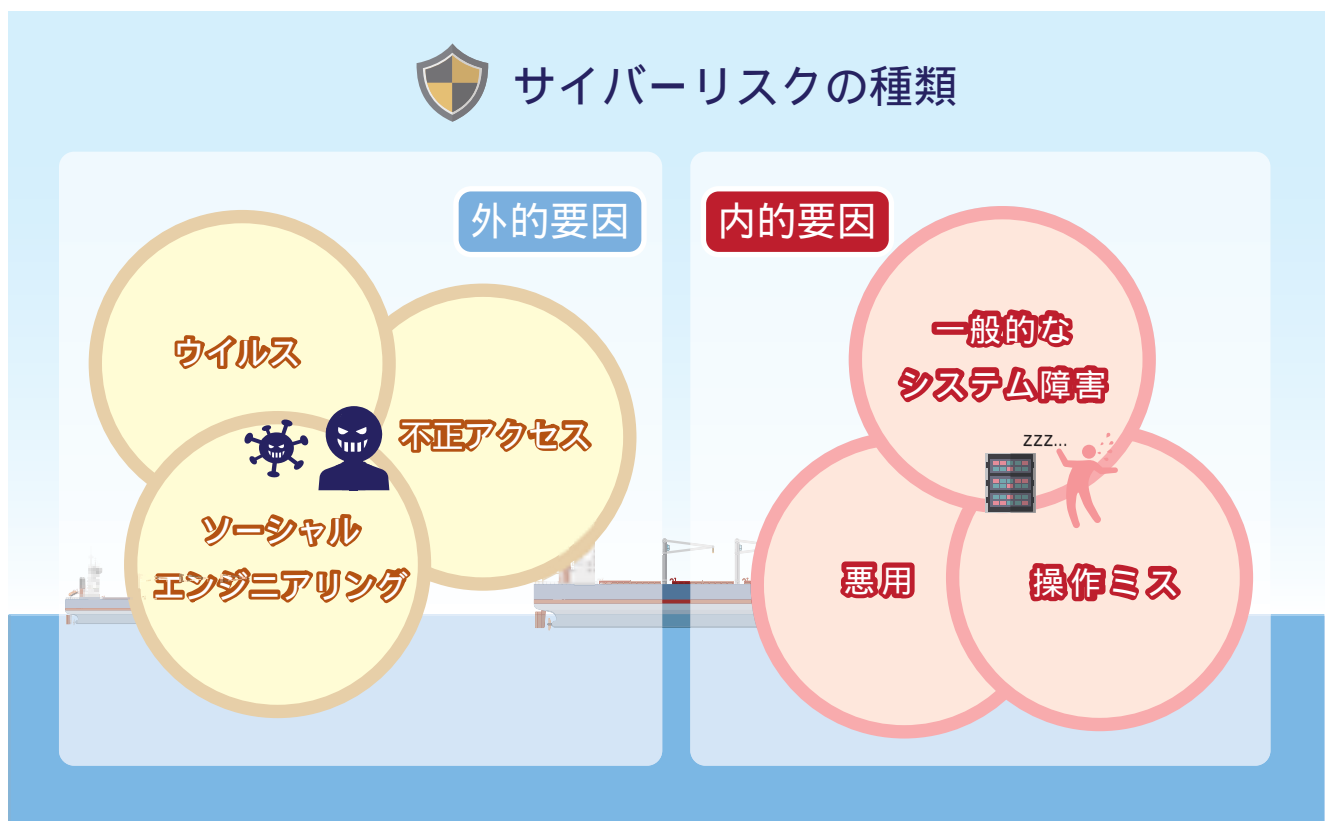 サイバーリスクの種類
外的要因
ウイルス
不正アクセス
ソーシャル
エンジニアリング
内的要因
一般的な
システム障害
zzz...
悪用
操作ミス